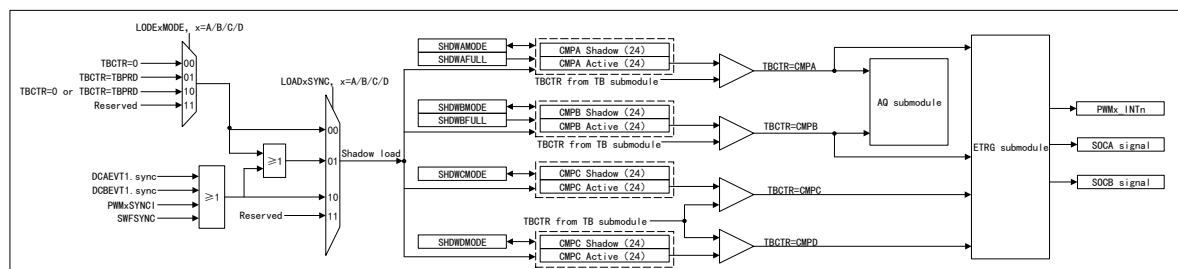 LODExMODE, x=A/B/C/D
TBCTR=0
00
TBCTR=TBPRD
01
TBCTR=0 or TBCTR=TBPRD
10
Reserved
11
LOADxSYNC, x=A/B/C/D
00
01
10
Reserved
11
≥1
DCAEVT1.sync
DCBEVT1.sync
PWMxSYNCI
SWFSYNC
≥1
Shadow load
SHDWAMODE
SHDWAFULL
CMPA Shadow (24)
CMPA Active (24)
TBCTR from TB submodule
TBCTR=CMPA
SHDWBMODE
SHDWBFULL
CMPB Shadow (24)
CMPB Active (24)
TBCTR from TB submodule
TBCTR=CMPB
SHDWCMODE
CMPC Shadow (24)
CMPC Active (24)
TBCTR=CMPC
TBCTR from TB submodule
SHDWDMODE
CMPC Shadow (24)
CMPC Active (24)
TBCTR=CMPD
AQ submodule
ETRG submodule
PWMx_INTn
SOCA signal
SOCB signal